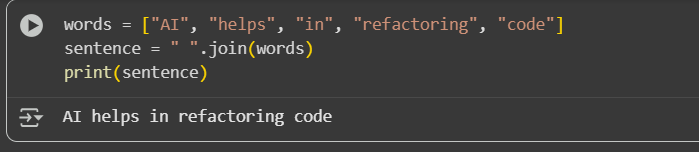 words = ["AI", "helps", "in", "refactoring", "code"]
sentence = " ".join(words)
print(sentence)
AI helps in refactoring code